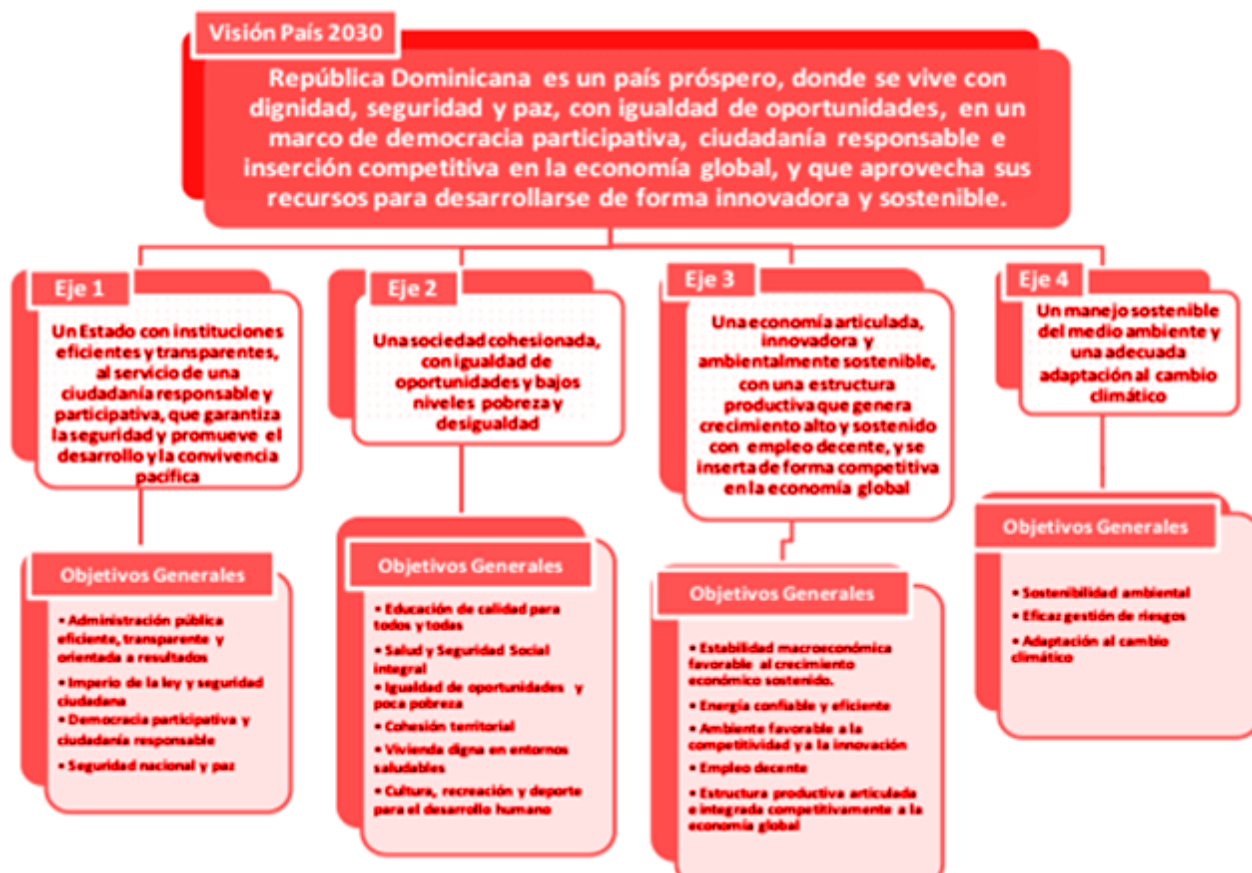 Visión País 2030
República Dominicana es un país próspero, donde se vive con
dignidad, seguridad y paz, con igualdad de oportunidades, en un
marco de democracia participativa, ciudadanía responsable e
inserción competitiva en la economía global, y que aprovecha sus
recursos para desarrollarse de forma innovadora y sostenible.
Eje 1
Un Estado con instituciones
eficientes y transparentes,
al servicio de una
ciudadanía responsable y
participativa, que garantiza
la seguridad y promueve el
desarrollo y la convivencia
pacífica
Objetivos Generales
• Administración pública
eficiente, transparente y
orientada a resultados
• Imperio de la ley y seguridad
ciudadana
• Democracia participativa y
ciudadanía responsable
• Seguridad nacional y paz
Eje 2
Una sociedad cohesionada,
con igualdad de
oportunidades y bajos
niveles pobreza y
desigualdad
Objetivos Generales
• Educación de calidad para
todos y todas
• Salud y Seguridad Social
integral
• Igualdad de oportunidades y
poca pobreza
• Cohesión territorial
• Vivienda digna en entornos
saludables
• Cultura, recreación y deporte
para el desarrollo humano
Eje 3
Una economía articulada,
innovadora y
ambientalmente sostenible,
con una estructura
productiva que genera
crecimiento alto y sostenido
con empleo decente, y se
inserta de forma competitiva
en la economía global
Objetivos Generales
• Estabilidad macroeconómica
favorable al crecimiento
económico sostenido.
• Energía confiable y eficiente
• Ambiente favorable a la
competitividad y a la innovación
• Empleo decente
• Estructura productiva articulada
e integrada competitivamente a la
economía global
Eje 4
Un manejo sostenible
del medio ambiente y
una adecuada
adaptación al cambio
climático
Objetivos Generales
• Sostenibilidad ambiental
• Eficaz gestión de riesgos
• Adaptación al cambio
climático